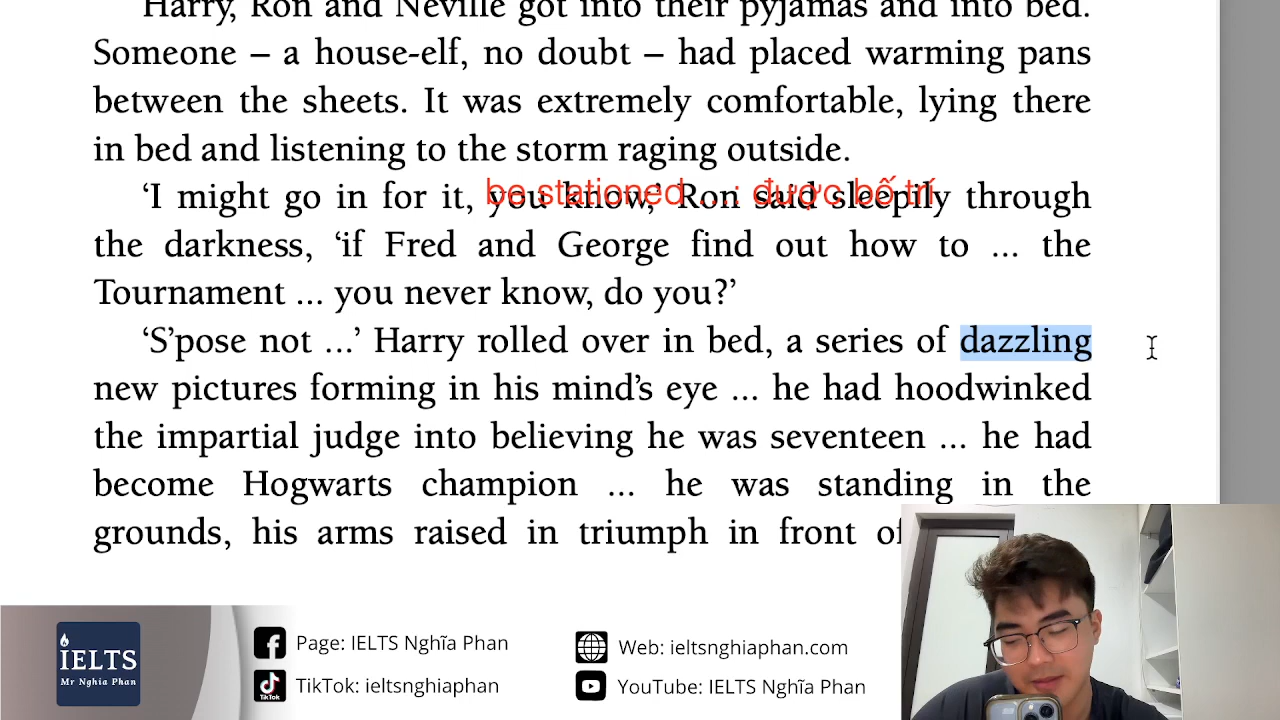 Harry, Ron and Neville got into their pyjamas and into bed.
Someone – a house-elf, no doubt – had placed warming pans
between the sheets. It was extremely comfortable, lying there
in bed and listening to the storm raging outside.
‘I might go in for it, you know,’ Ron said sleepily through
be stationed ....: được bố trí
the darkness, ‘if Fred and George find out how to ... the
Tournament ... you never know, do you?’
‘S’pose not ...’ Harry rolled over in bed, a series of dazzling
new pictures forming in his mind’s eye ... he had hoodwinked
the impartial judge into believing he was seventeen ... he had
become Hogwarts champion ... he was standing in the
grounds, his arms raised in triumph in front of
IELTS
Mr Nghia Phan
Page: IELTS Nghĩa Phan
TikTok
TikTok: ieltsnghiaphan
Web: ieltsnghiaphan.com
YouTube: IELTS Nghĩa Phan